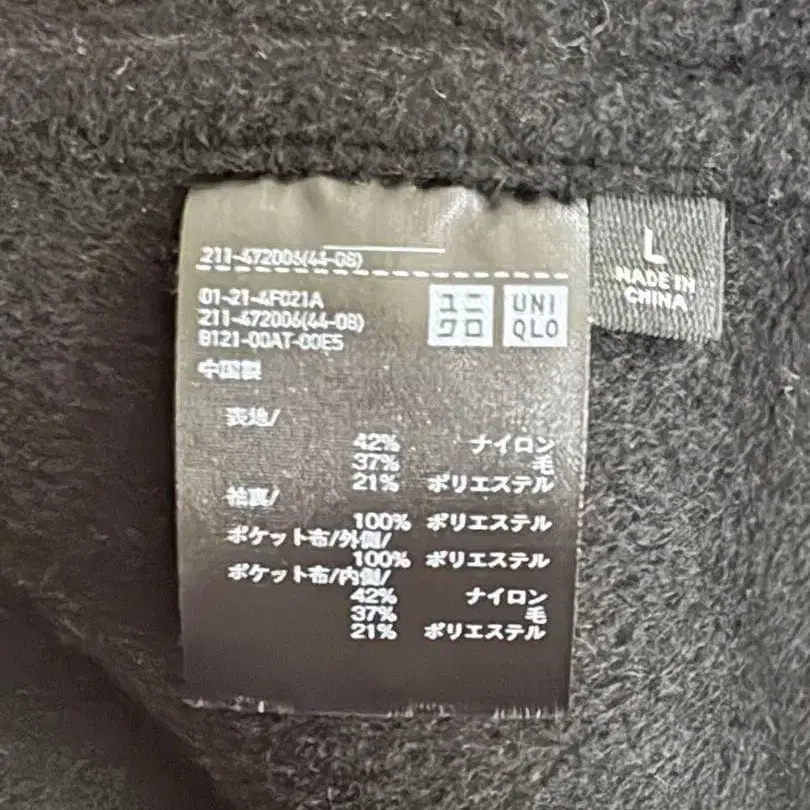 211-472006(44-08)
01-21-4F021A
211-472006(44-08)
8121-00AT-00E5
ユニ
クロ
UNI
QLO
L
MADE IN
CHINA
中国製
表地/
42% ナイロン
37% 毛
21% ポリエステル
袖裏/
100% ポリエステル
ポケット布/外側/
100% ポリエステル
ポケット布/内側/
42% ナイロン
37% 毛
21% ポリエステル